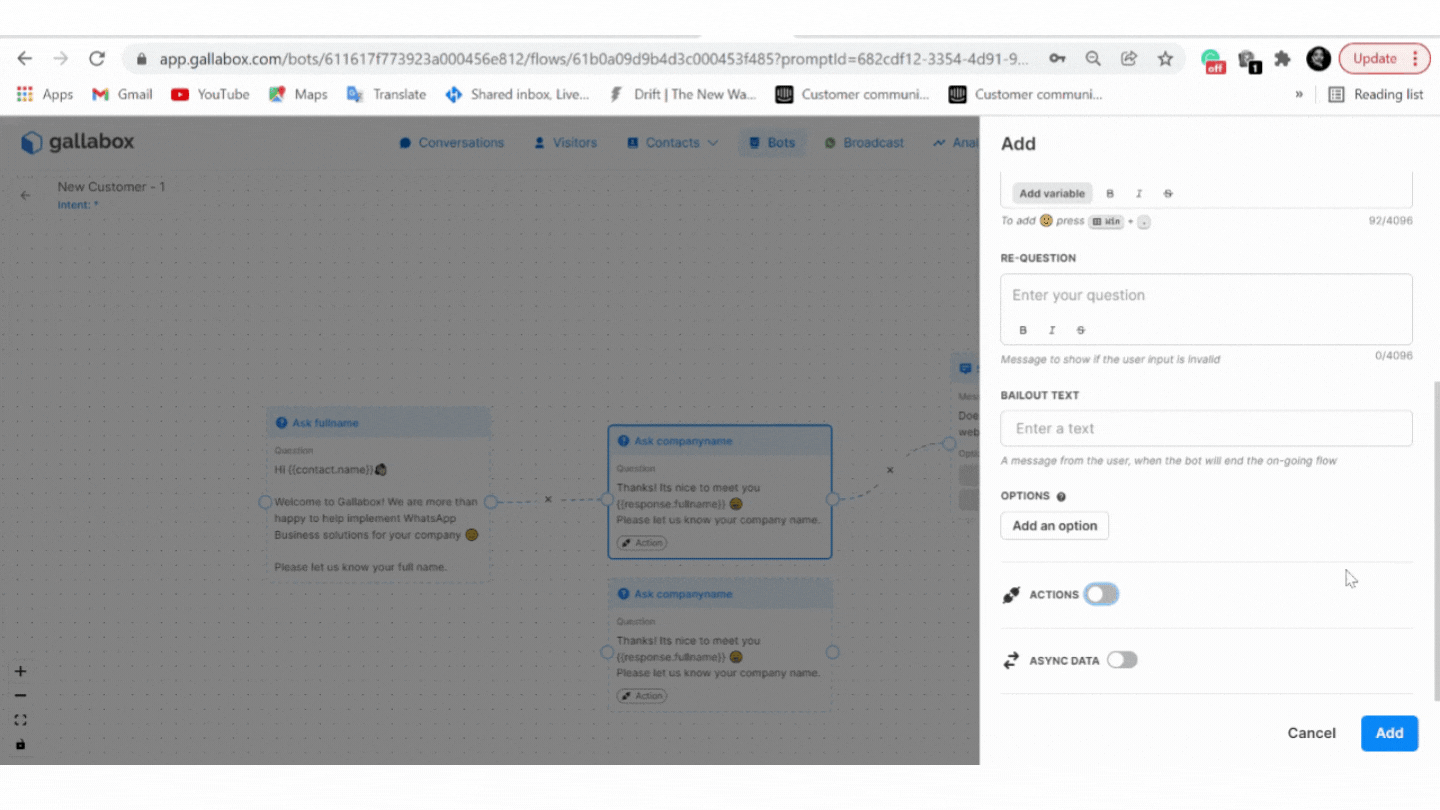 app.gallabox.com/bots/611617f773923a000456e812/flows/61b0a09d9b4d3c000453f485?promptId=682cdf12-3354-4d91-9...
off
1
Update
Apps
Gmail
YouTube
Maps
Translate
Shared inbox, Live...
Drift | The New Wa...
Customer communi...
Customer communi...
»
Reading list
gallabox
Conversations
Visitors
Contacts
Bots
Broadcast
Anal
New Customer - 1
Intent: *
Ask fullname
Question
Hi {{contact.name}}
Welcome to Gallabox! We are more than
happy to help implement WhatsApp
Business solutions for your company
Please let us know your full name.
Ask companyname
Question
Thanks! Its nice to meet you
{{response.fullname}}
Please let us know your company name.
Action
Ask companyname
Question
Thanks! Its nice to meet you
{{response.fullname}}
Please let us know your company name.
Action
Doe
web
Add
Add variable
B I S
To add 😊 press Win + .
92/4096
RE-QUESTION
Enter your question
B I S
Message to show if the user input is invalid
0/4096
BAILOUT TEXT
Enter a text
A message from the user, when the bot will end the on-going flow
OPTIONS
Add an option
ACTIONS
ASYNC DATA
Cancel
Add